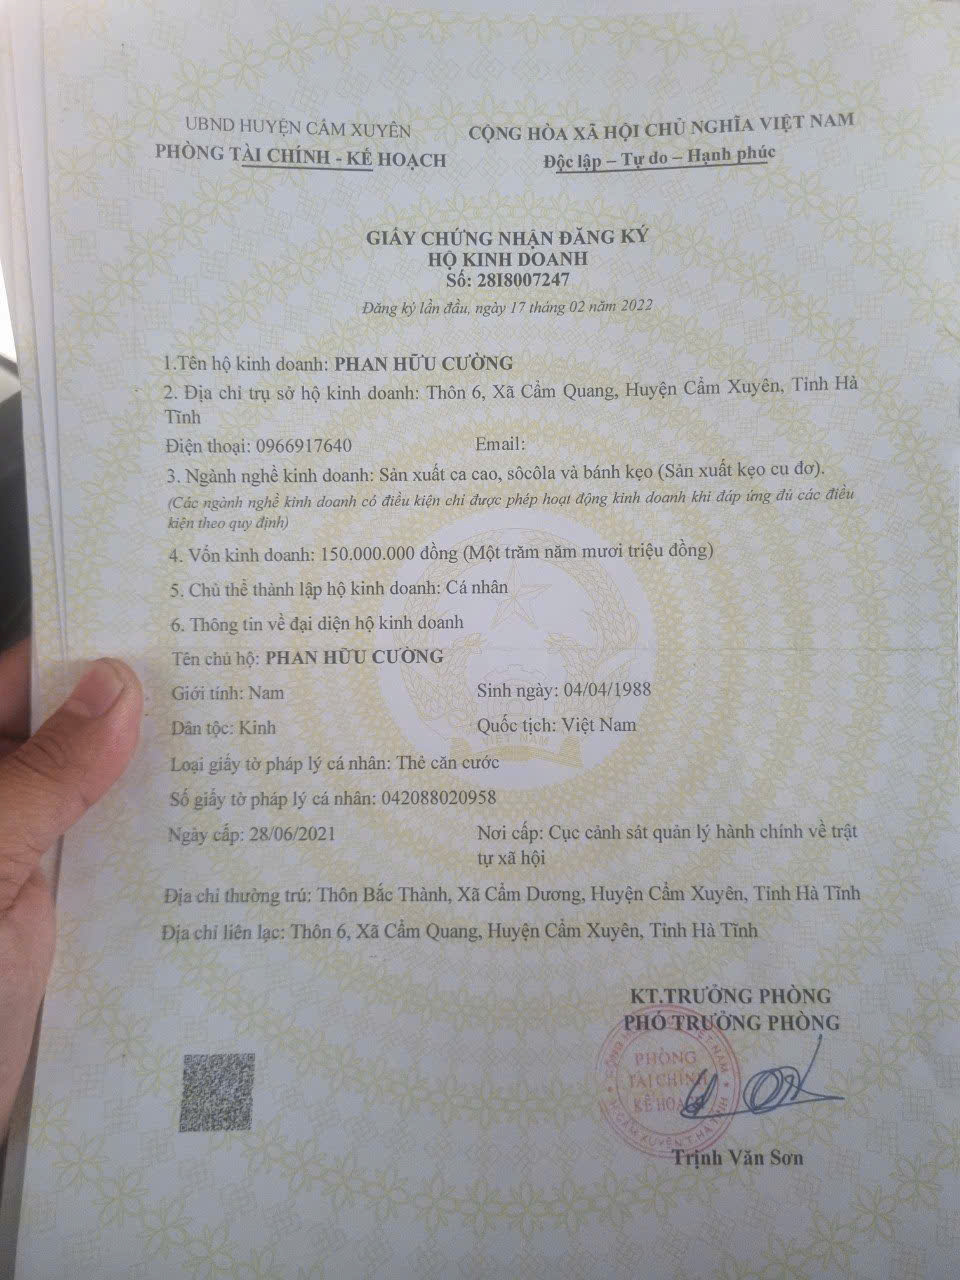 UBND HUYỆN CẨM XUYÊN
PHÒNG TÀI CHÍNH - KẾ HOẠCH
CỘNG HÒA XÃ HỘI CHỦ NGHĨA VIỆT NAM
Độc lập – Tự do – Hạnh phúc
GIẤY CHỨNG NHẬN ĐĂNG KÝ
HỘ KINH DOANH
Số: 28I8007247
Đăng ký lần đầu, ngày 17 tháng 02 năm 2022
1.Tên hộ kinh doanh: PHAN HỮU CƯỜNG
2. Địa chỉ trụ sở hộ kinh doanh: Thôn 6, Xã Cẩm Quang, Huyện Cẩm Xuyên, Tỉnh Hà
Tĩnh
Điện thoại: 0966917640 Email:
3. Ngành nghề kinh doanh: Sản xuất ca cao, sôcôla và bánh kẹo (Sản xuất kẹo cu đơ).
(Các ngành nghề kinh doanh có điều kiện chỉ được phép hoạt động kinh doanh khi đáp ứng đủ các điều
kiện theo quy định)
4. Vốn kinh doanh: 150.000.000 đồng (Một trăm năm mươi triệu đồng)
5. Chủ thể thành lập hộ kinh doanh: Cá nhân
6. Thông tin về đại diện hộ kinh doanh
Tên chủ hộ: PHAN HỮU CƯỜNG
Giới tính: Nam Sinh ngày: 04/04/1988
Dân tộc: Kinh Quốc tịch: Việt Nam
Loại giấy tờ pháp lý cá nhân: Thẻ căn cước
Số giấy tờ pháp lý cá nhân: 042088020958
Ngày cấp: 28/06/2021 Nơi cấp: Cục cảnh sát quản lý hành chính về trật
tự xã hội
Địa chỉ thường trú: Thôn Bắc Thành, Xã Cẩm Dương, Huyện Cẩm Xuyên, Tỉnh Hà Tĩnh
Địa chỉ liên lạc: Thôn 6, Xã Cẩm Quang, Huyện Cẩm Xuyên, Tỉnh Hà Tĩnh
KT.TRƯỞNG PHÒNG
PHÓ TRƯỞNG PHÒNG
PHÒNG
TÀI CHÍNH
KẾ HOẠCH
H.CẨM XUYÊN T.HÀ TĨNH
Trịnh Văn Sơn